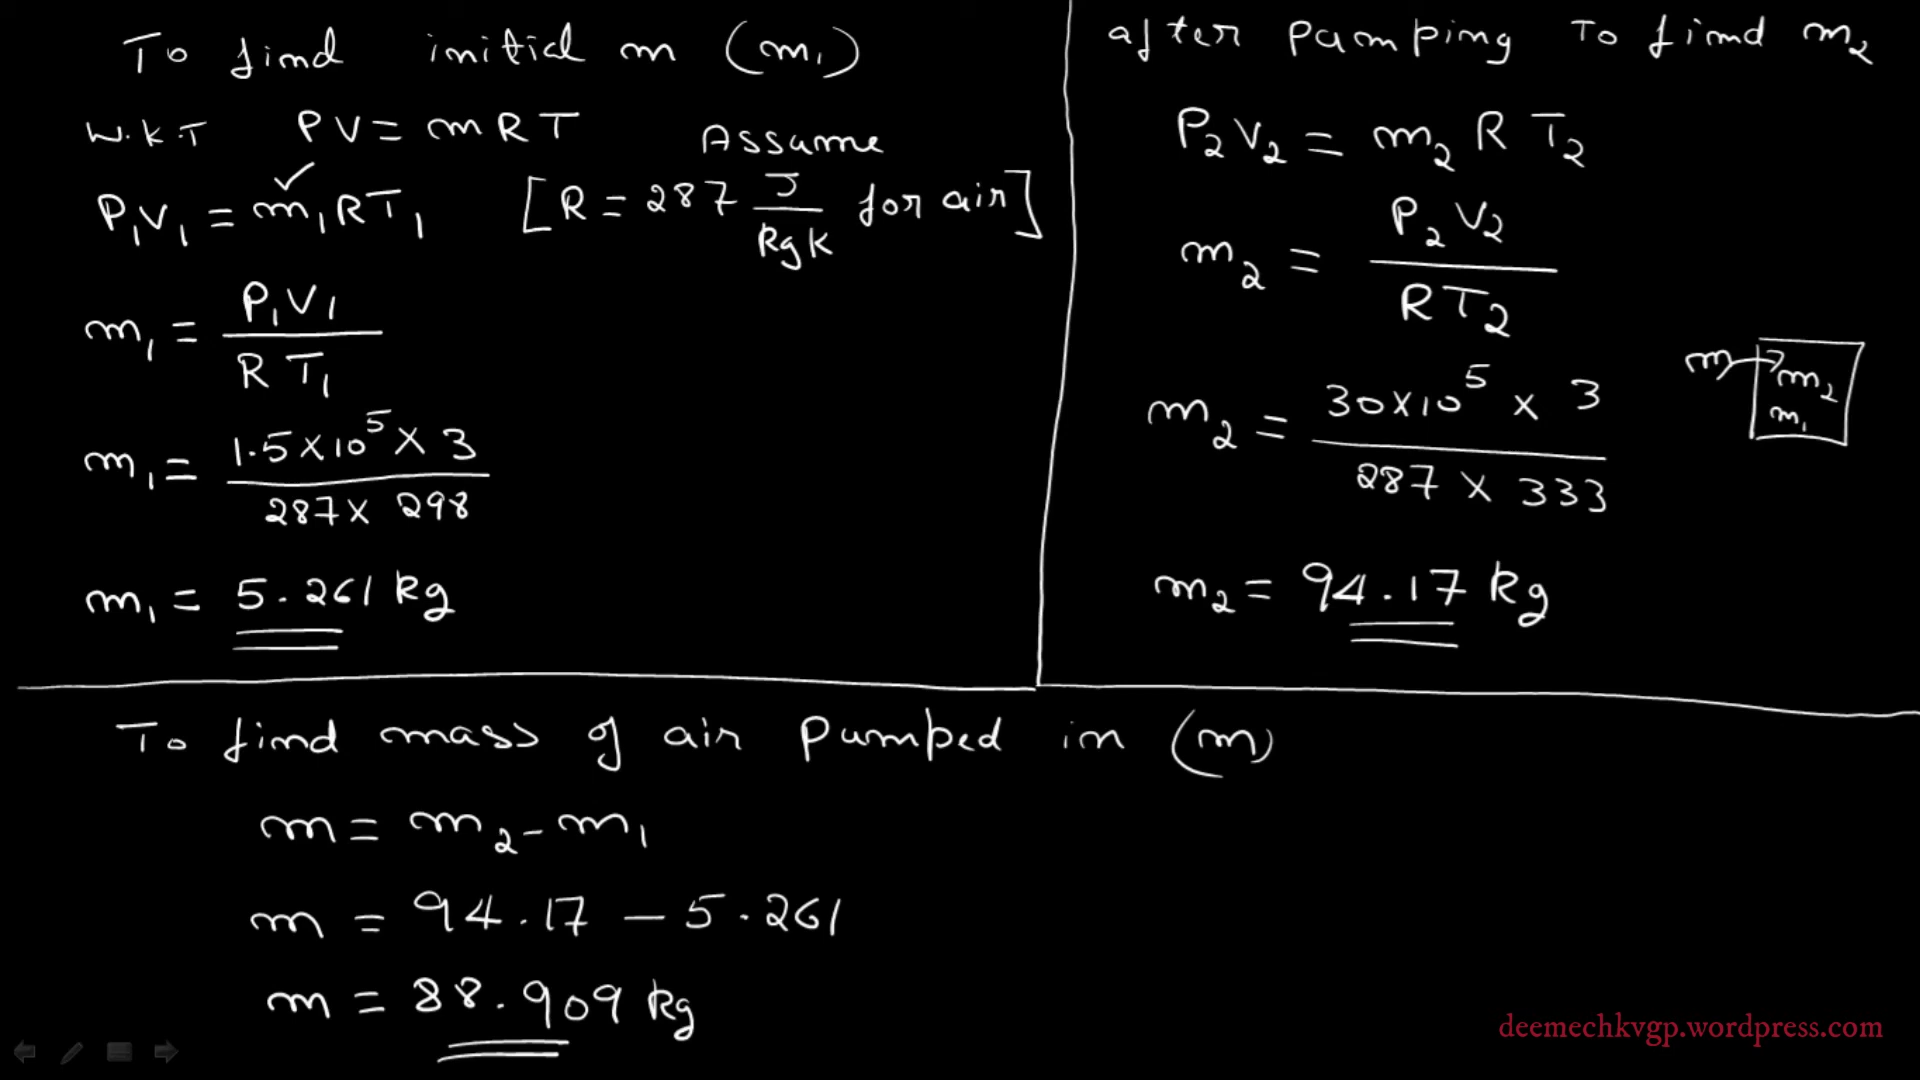 To find initial m (m₁)
W.K.T PV = mRT
Assume
P₁V₁ = m₁RT₁ [R = 287 J/kgK for air]
m₁ = P₁V₁ / RT₁
m₁ = 1.5×10⁵ × 3 / 287 × 298
m₁ = 5.261 kg
after pumping To find m₂
P₂V₂ = m₂ R T₂
m₂ = P₂V₂ / RT₂
m₂ = 30×10⁵ × 3 / 287 × 333
m → m₂
m₁
m₂ = 94.17 kg
To find mass of air pumped in (m)
m = m₂ - m₁
m = 94.17 - 5.261
m = 88.909 kg
deemechkvgp.wordpress.com